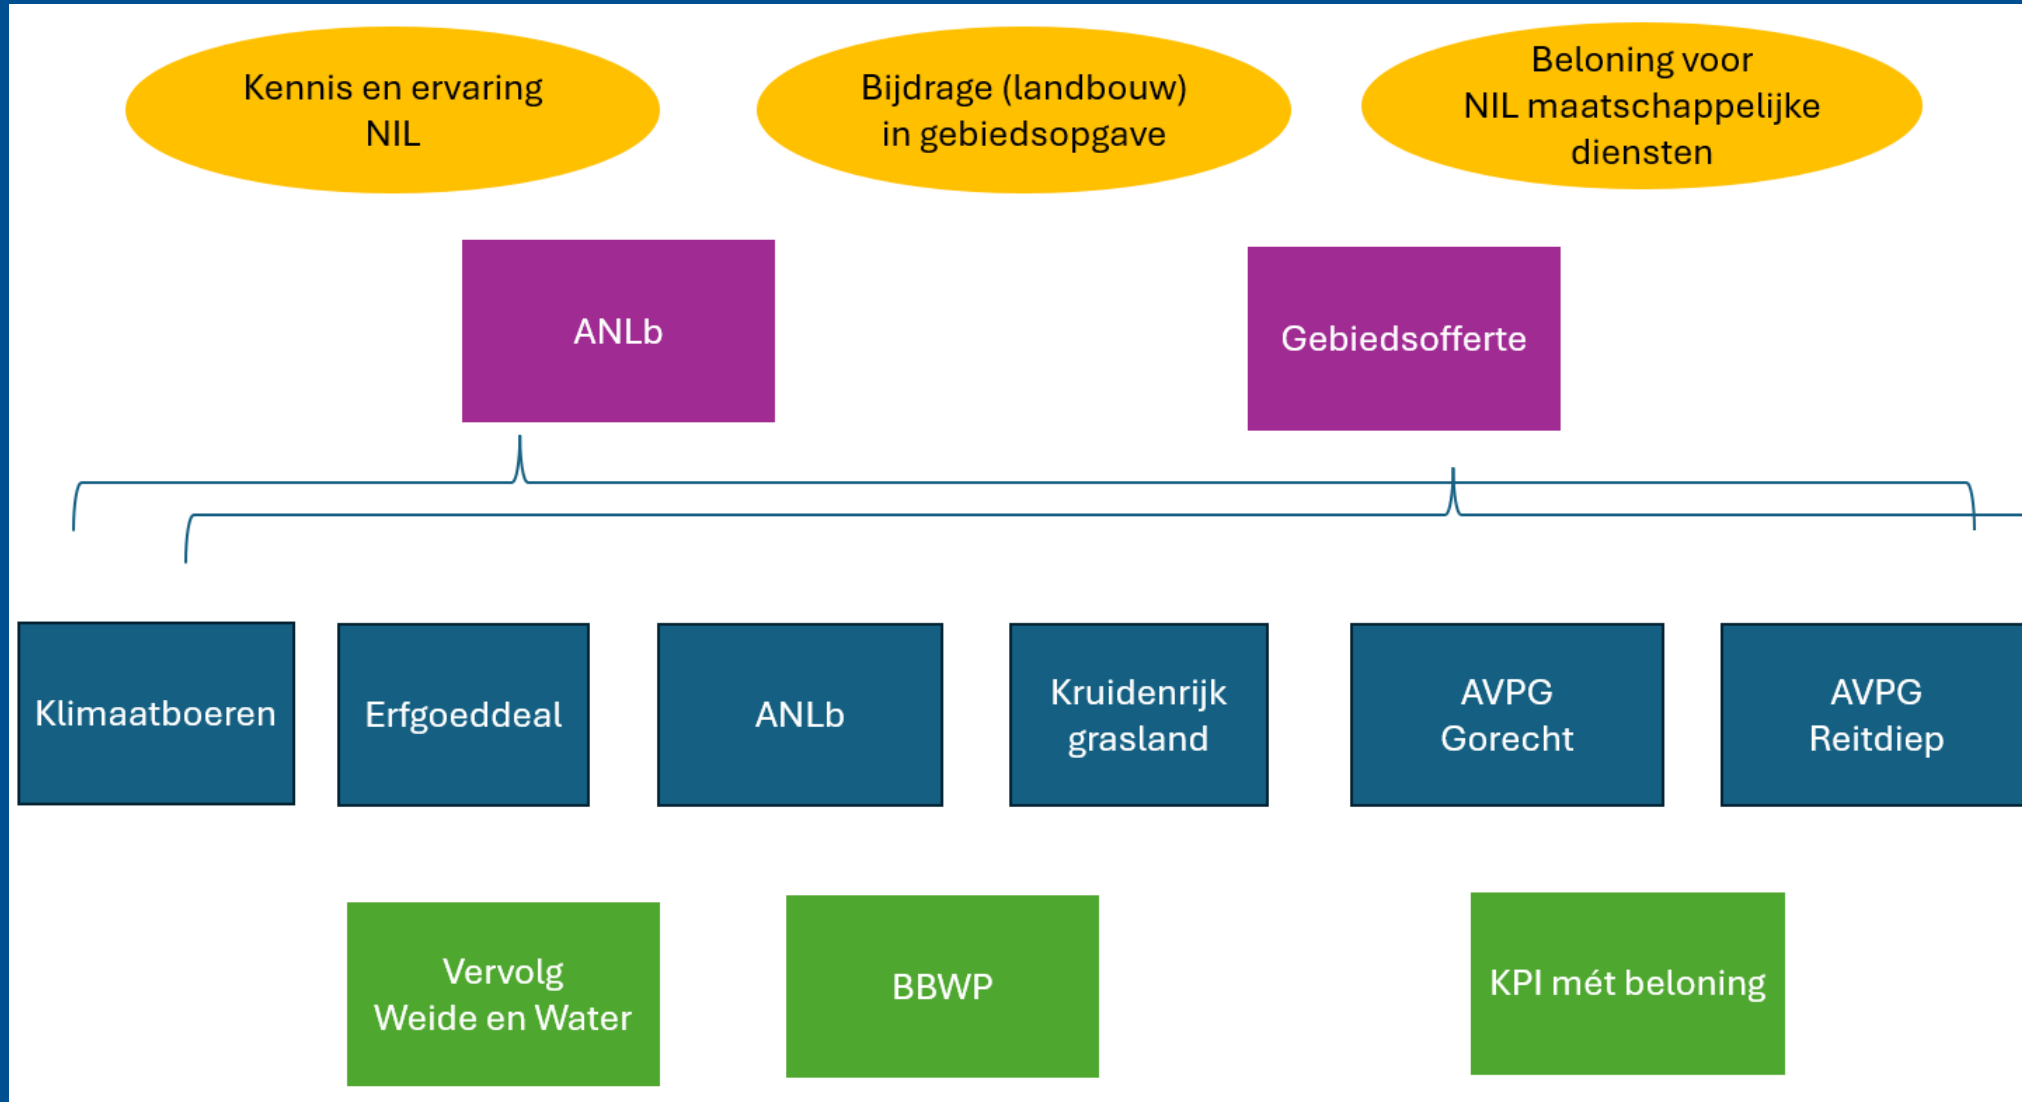 Kennis en ervaring
NIL
Bijdrage (landbouw)
in gebiedsopgave
Beloning voor
NIL maatschappelijke
diensten
ANLb
Gebiedsofferte
Klimaatboeren
Erfgoeddeal
ANLb
Kruidenrijk
grasland
AVPG
Gorecht
AVPG
Reitdiep
Vervolg
Weide en Water
BBWP
KPI mét beloning